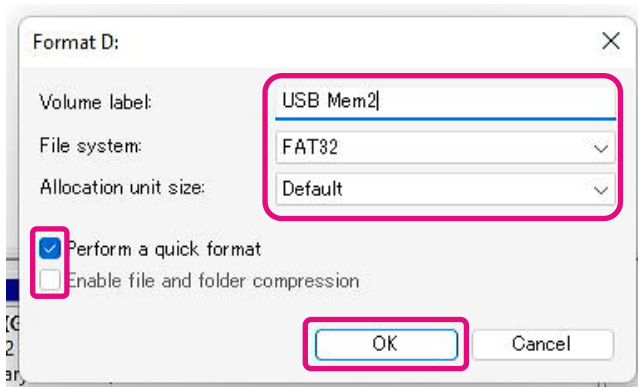 Format D:
Volume label: USB Mem2
File system: FAT32
Allocation unit size: Default
Perform a quick format
Enable file and folder compression
OK Cancel